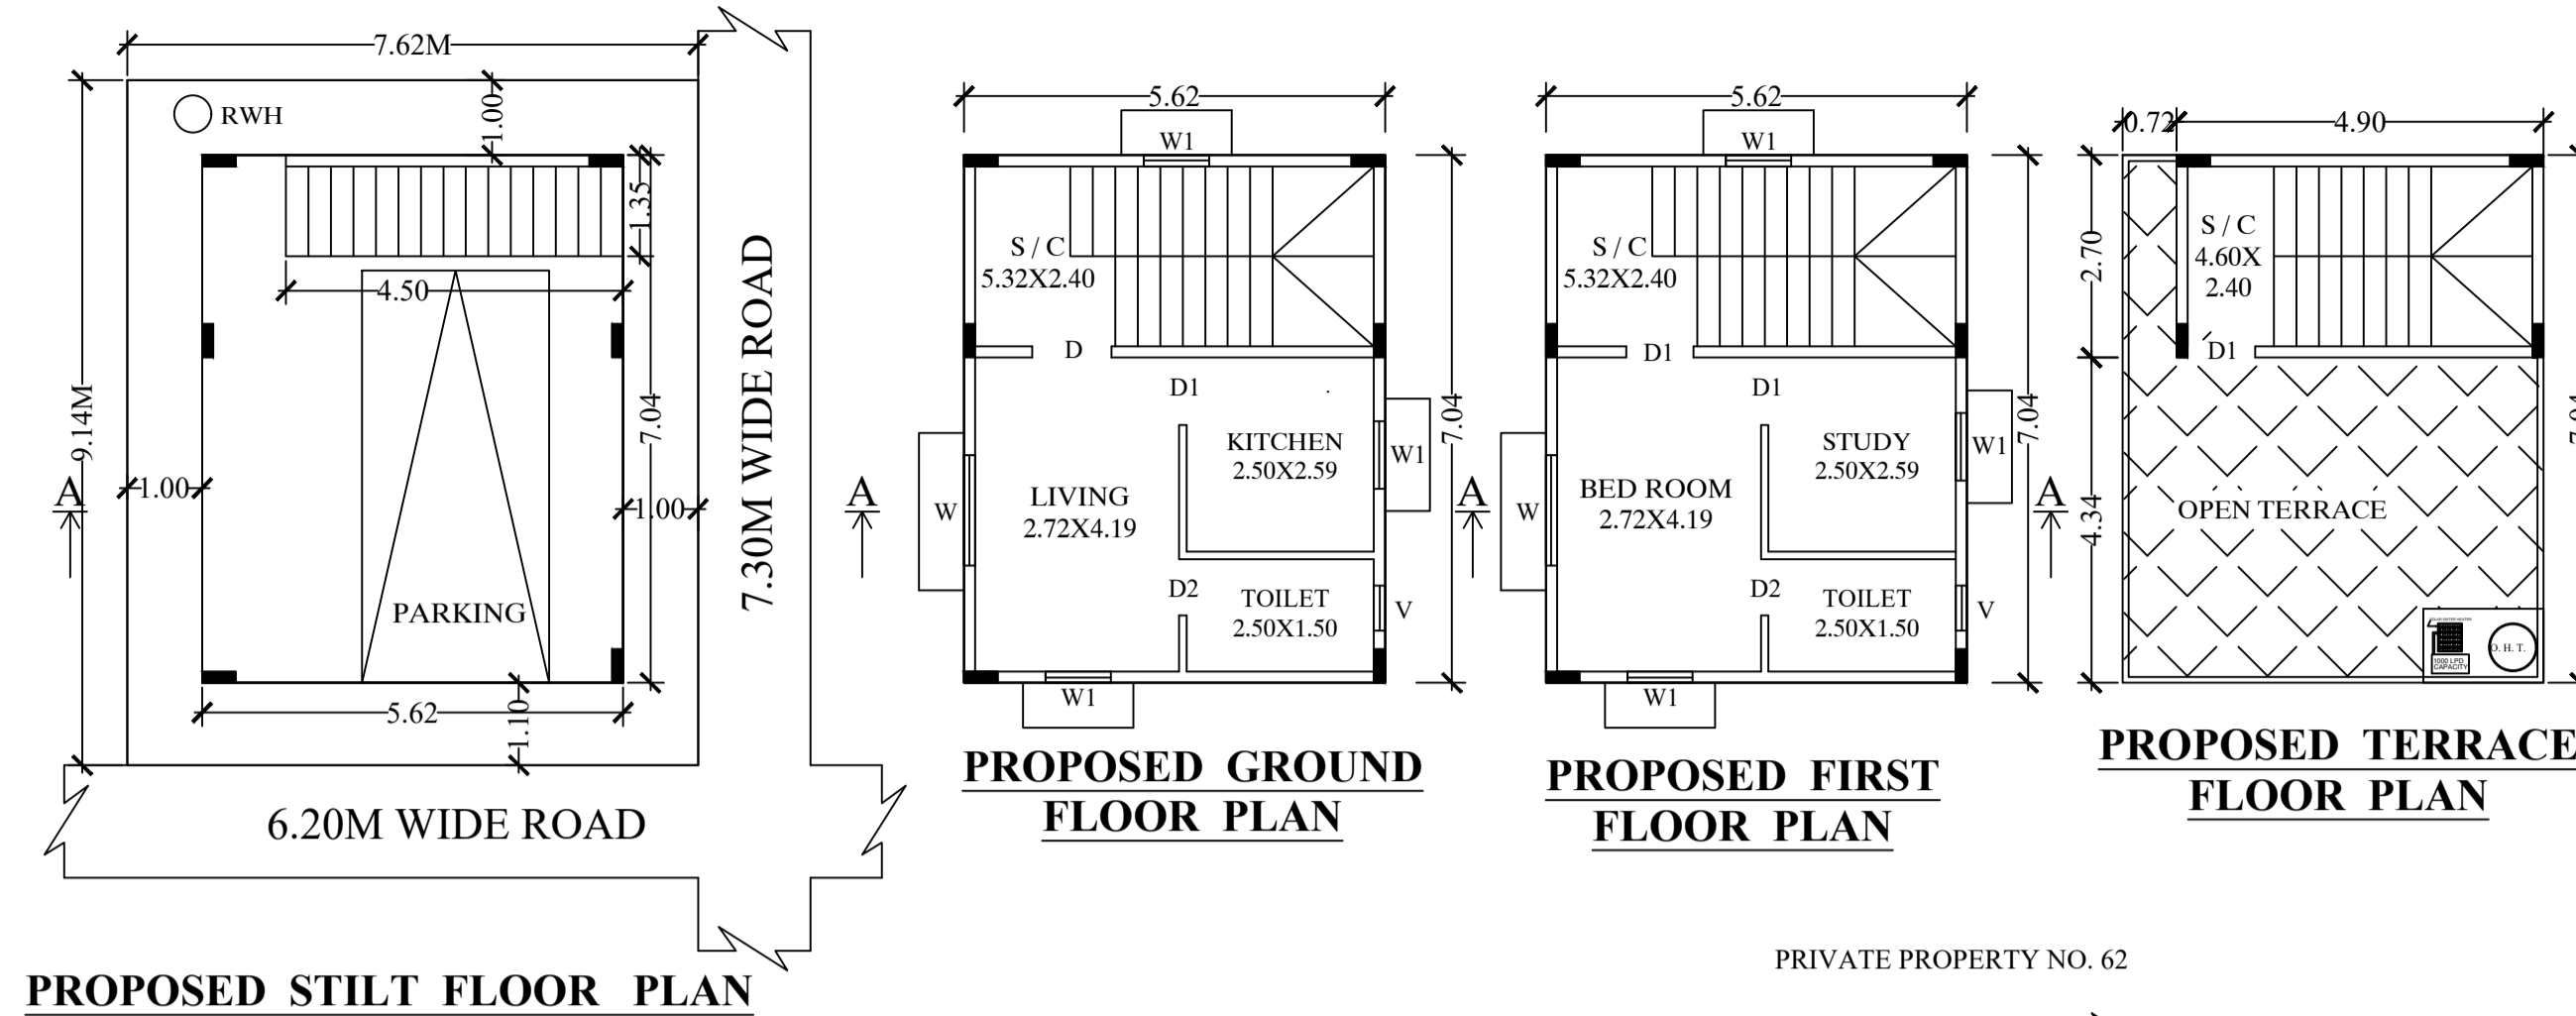 7.62M
RWH
1.00
1.35
4.50
9.14M
7.04
1.00
1.00
PARKING
5.62
1.10
7.30M WIDE ROAD
6.20M WIDE ROAD
A
PROPOSED STILT FLOOR PLAN
5.62
W1
S / C
5.32X2.40
D
D1
KITCHEN
2.50X2.59
W1
7.04
A
W
LIVING
2.72X4.19
D2
TOILET
2.50X1.50
V
W1
PROPOSED GROUND
FLOOR PLAN
5.62
W1
S / C
5.32X2.40
D1
D1
STUDY
2.50X2.59
W1
7.04
A
W
BED ROOM
2.72X4.19
D2
TOILET
2.50X1.50
V
W1
PROPOSED FIRST
FLOOR PLAN
0.72
4.90
2.70
S / C
4.60X
2.40
D1
A
4.34
OPEN TERRACE
1000 LPD
CAPACITY
O. H. T.
7.04
PROPOSED TERRACE
FLOOR PLAN
PRIVATE PROPERTY NO. 62